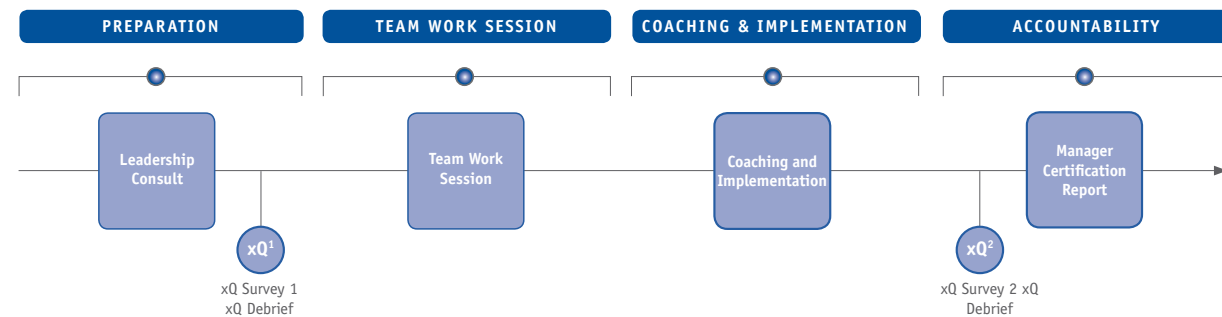 PREPARATION
TEAM WORK SESSION
COACHING & IMPLEMENTATION
ACCOUNTABILITY
Leadership
Consult
Team Work
Session
Coaching and
Implementation
Manager
Certification
Report
xQ¹
xQ Survey 1
xQ Debrief
xQ²
xQ Survey 2 xQ
Debrief